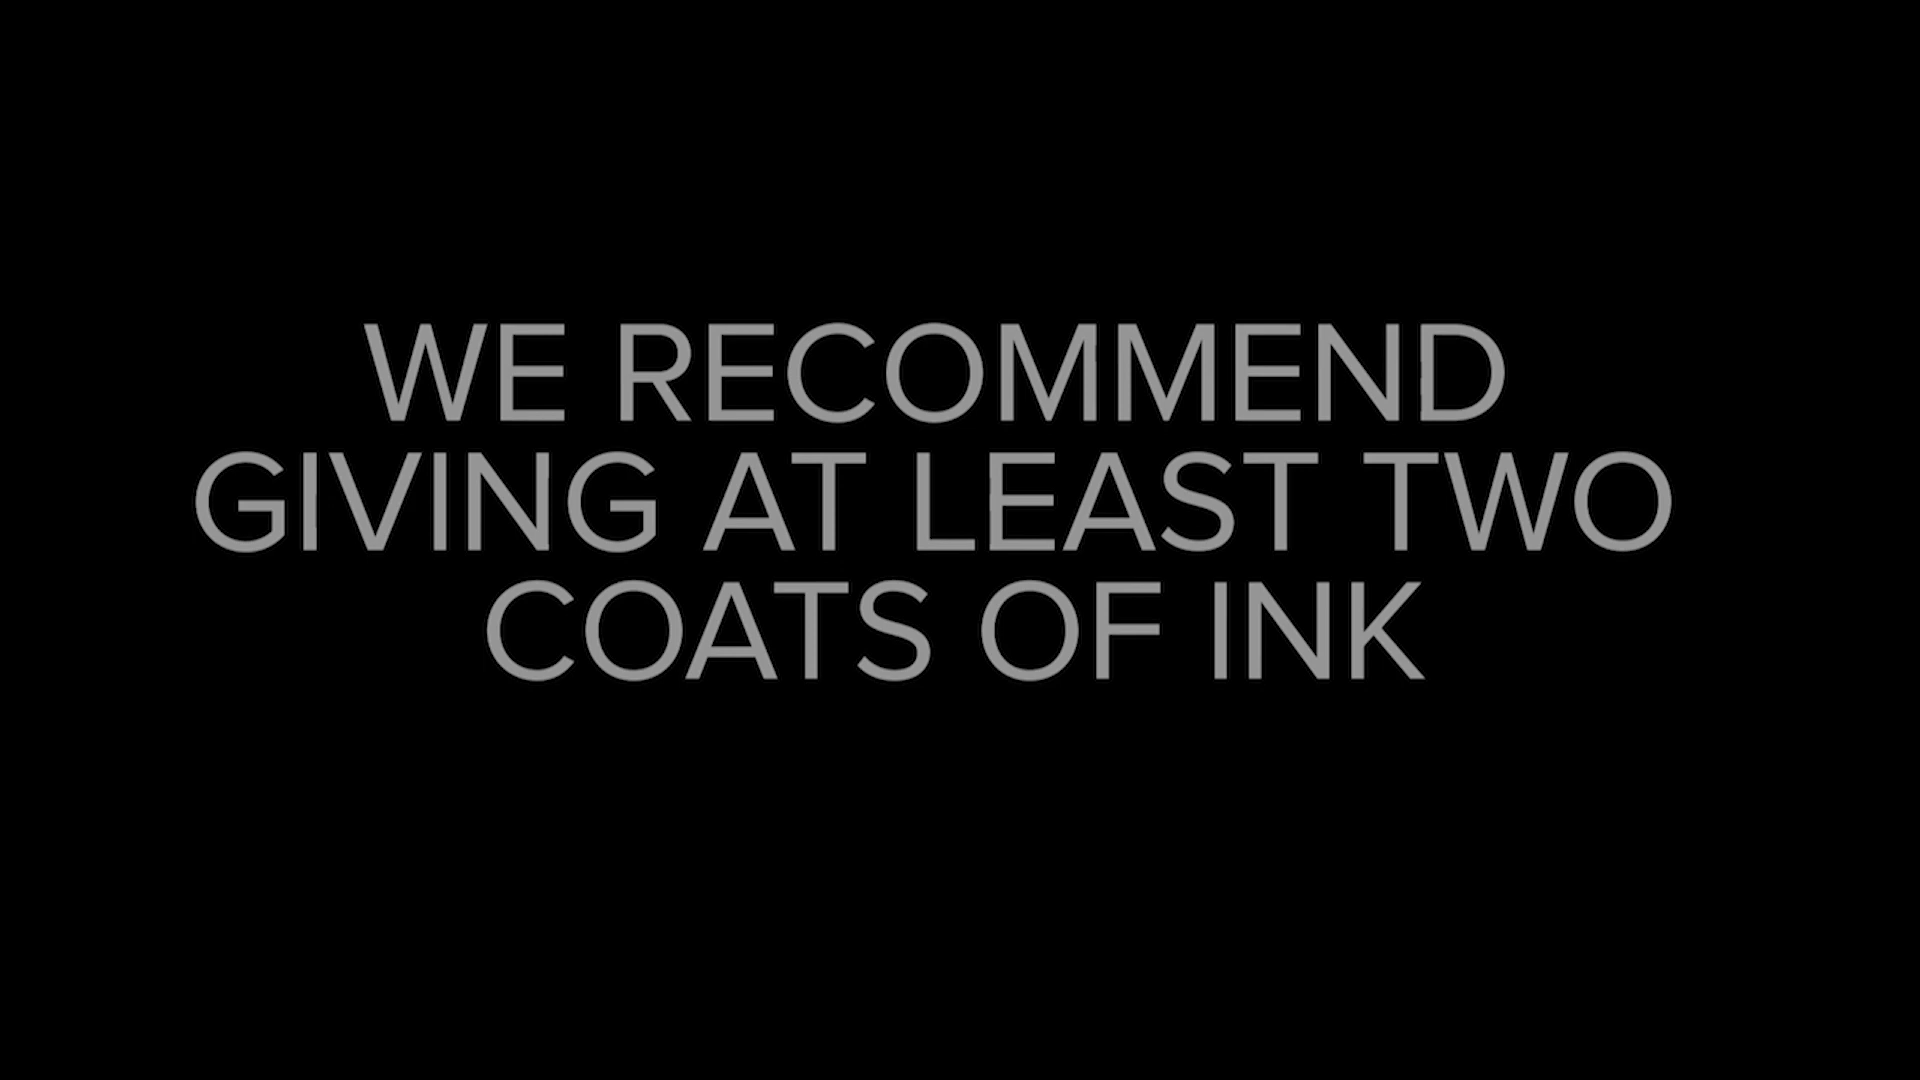 WE RECOMMEND
GIVING AT LEAST TWO
COATS OF INK